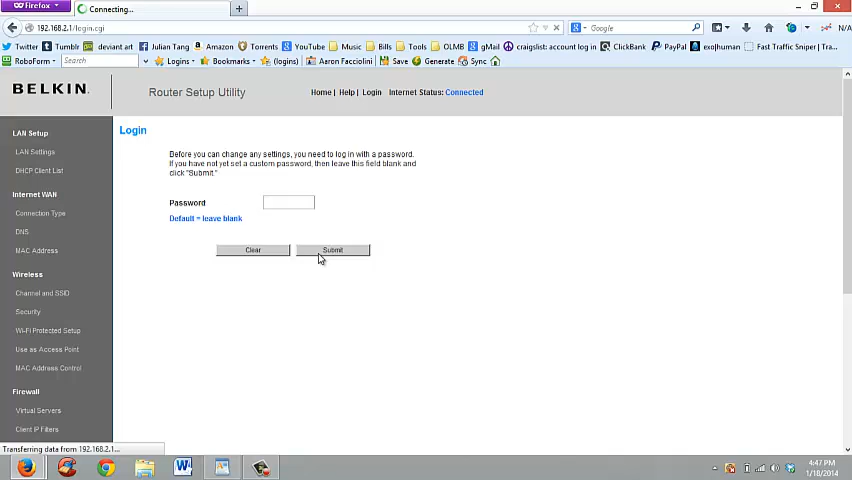 Firefox
Connecting...
192.168.2.1/login.cgi
Google
Twitter Tumblr deviant art Julian Tang Amazon Torrents YouTube Music Bills Tools OLMB gMail craigslist: account log in ClickBank PayPal exo|human Fast Traffic Sniper | Tra...
RoboForm Search Logins Bookmarks (logins) Aaron Facciolini Save Generate Sync
BELKIN.
Router Setup Utility
Home | Help | Login Internet Status: Connected
LAN Setup
LAN Settings
DHCP Client List
Internet WAN
Connection Type
DNS
MAC Address
Wireless
Channel and SSID
Security
Wi-Fi Protected Setup
Use as Access Point
MAC Address Control
Firewall
Virtual Servers
Client IP Filters
Login
Before you can change any settings, you need to log in with a password.
If you have not yet set a custom password, then leave this field blank and
click "Submit."
Password
Default = leave blank
Clear Submit
Transferring data from 192.168.2.1...
4:47 PM
1/18/2014